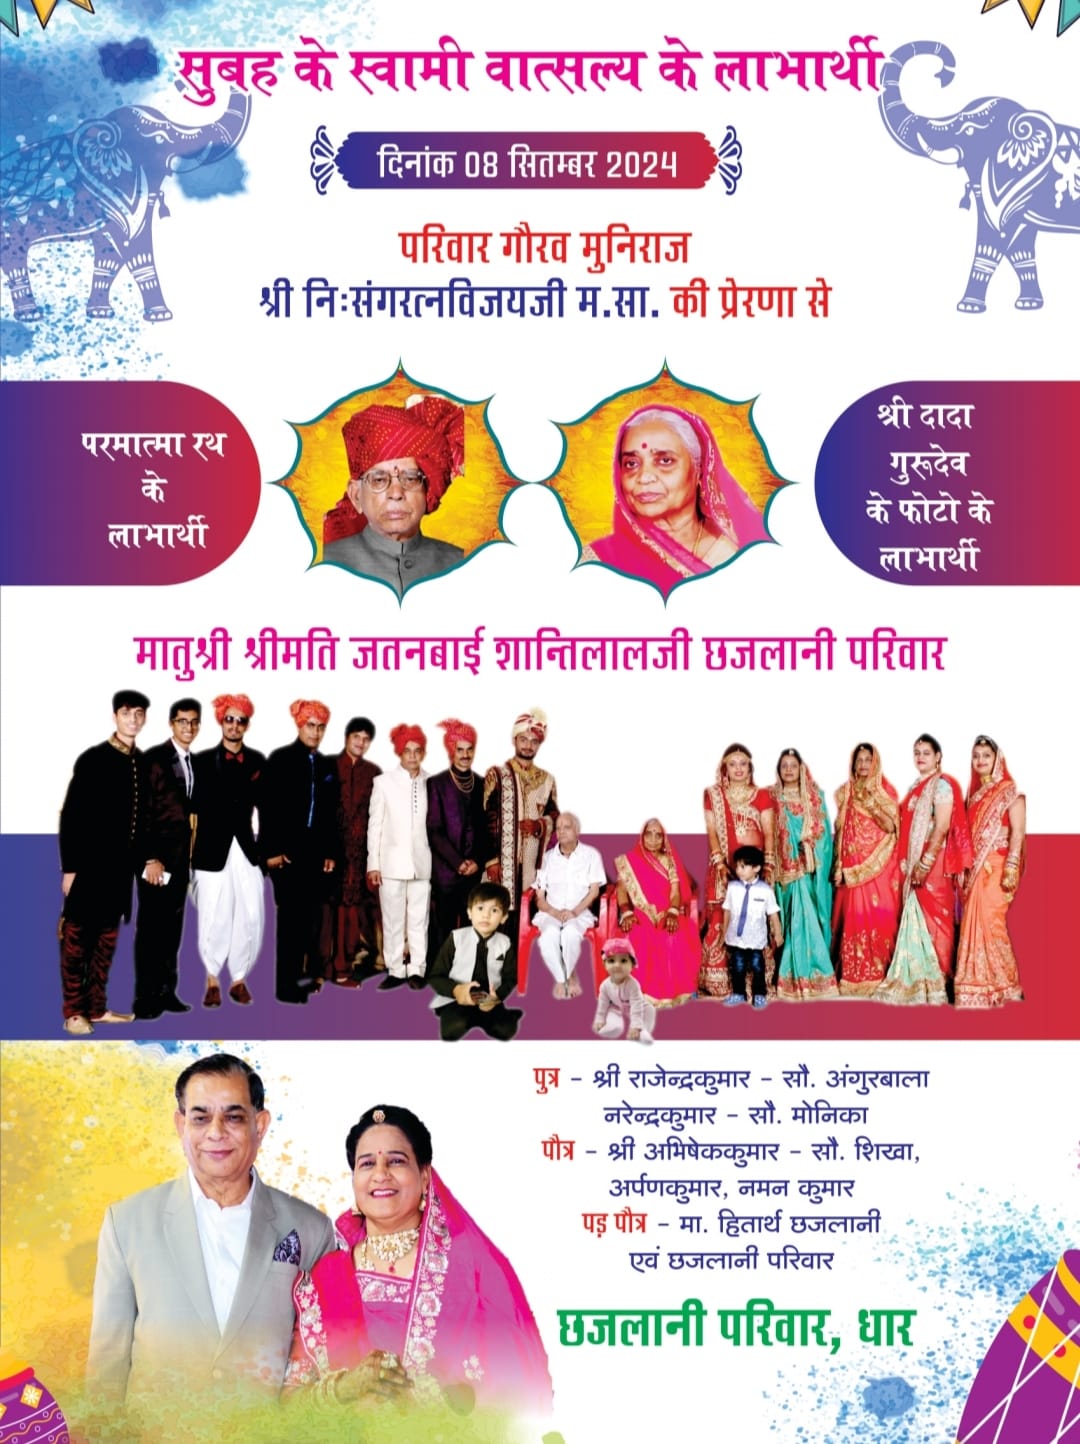 सुबह के स्वामी वात्सल्य के लाभार्थी
दिनांक 08 सितम्बर 2024
परिवार गौरव मुनिराज
श्री निःसंगरत्नविजयजी म.सा. की प्रेरणा से
परमात्मा रथ
के
लाभार्थी
श्री दादा
गुरूदेव
के फोटो के
लाभार्थी
मातुश्री श्रीमति जतनबाई शान्तिलालजी छजलानी परिवार
पुत्र - श्री राजेन्द्रकुमार - सौ. अंगुरबाला
नरेन्द्रकुमार - सौ. मोनिका
पौत्र - श्री अभिषेककुमार - सौ. शिखा,
अर्पणकुमार, नमन कुमार
पड़ पौत्र - मा. हितार्थ छजलानी
एवं छजलानी परिवार
छजलानी परिवार, धार